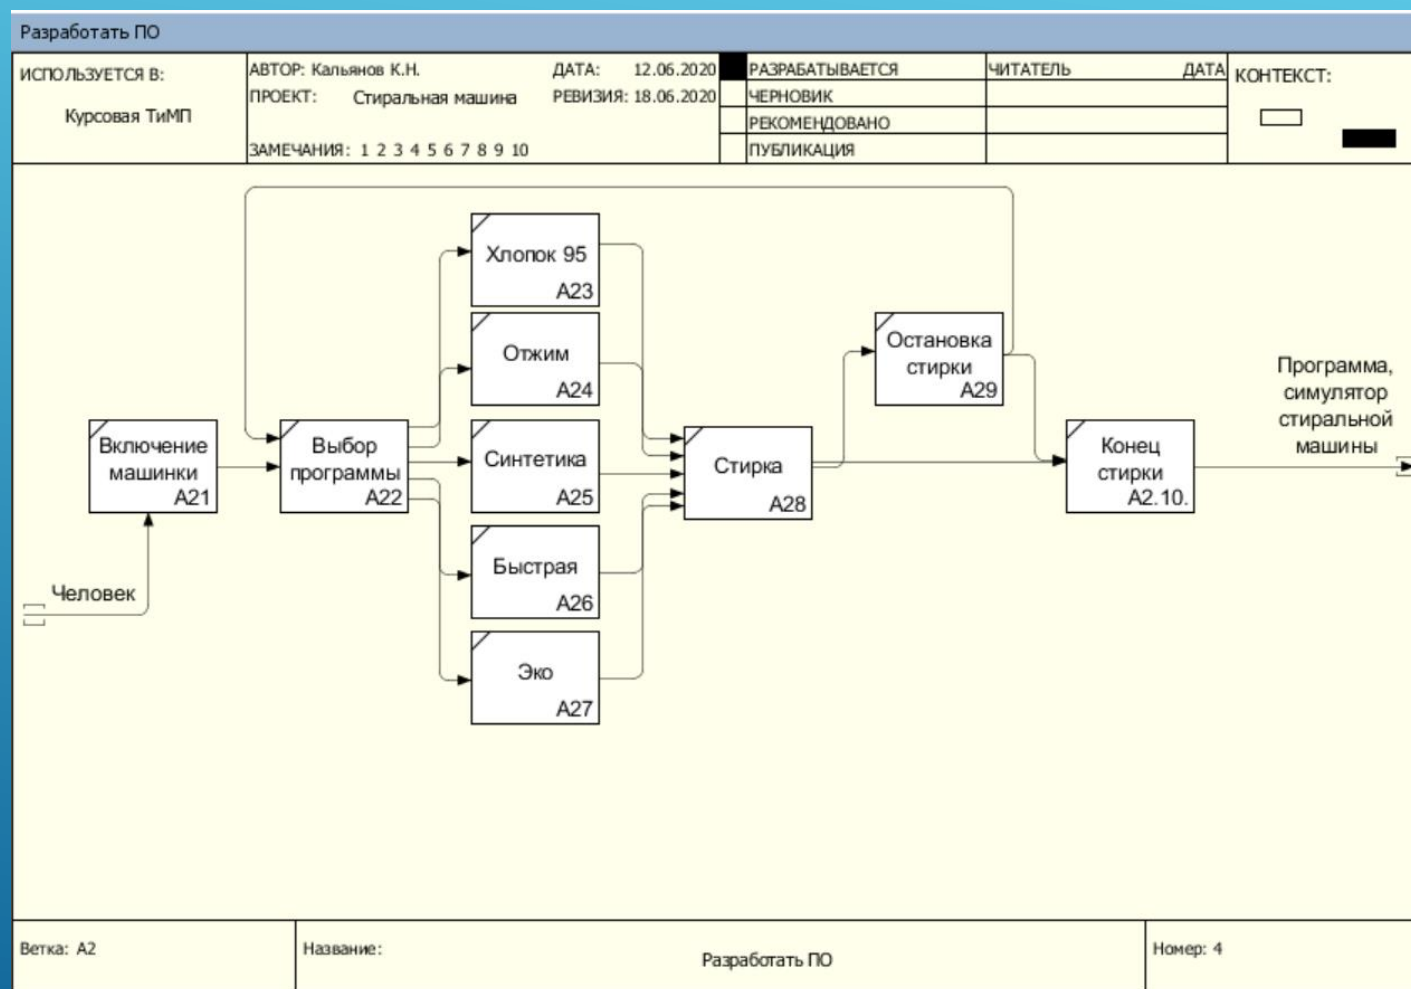 Разработать ПО
ИСПОЛЬЗУЕТСЯ В:
Курсовая ТиМП
АВТОР: Кальянов К.Н.
ДАТА: 12.06.2020
ПРОЕКТ: Стиральная машина
РЕВИЗИЯ: 18.06.2020
ЗАМЕЧАНИЯ: 1 2 3 4 5 6 7 8 9 10
РАЗРАБАТЫВАЕТСЯ
ЧЕРНОВИК
РЕКОМЕНДОВАНО
ПУБЛИКАЦИЯ
ЧИТАТЕЛЬ
ДАТА
КОНТЕКСТ:
Человек
Включение
машинки
A21
Выбор
программы
A22
Хлопок 95
A23
Отжим
A24
Синтетика
A25
Быстрая
A26
Эко
A27
Стирка
A28
Остановка
стирки
A29
Конец
стирки
A2.10.
Программа,
симулятор
стиральной
машины
Ветка: A2
Название:
Разработать ПО
Номер: 4